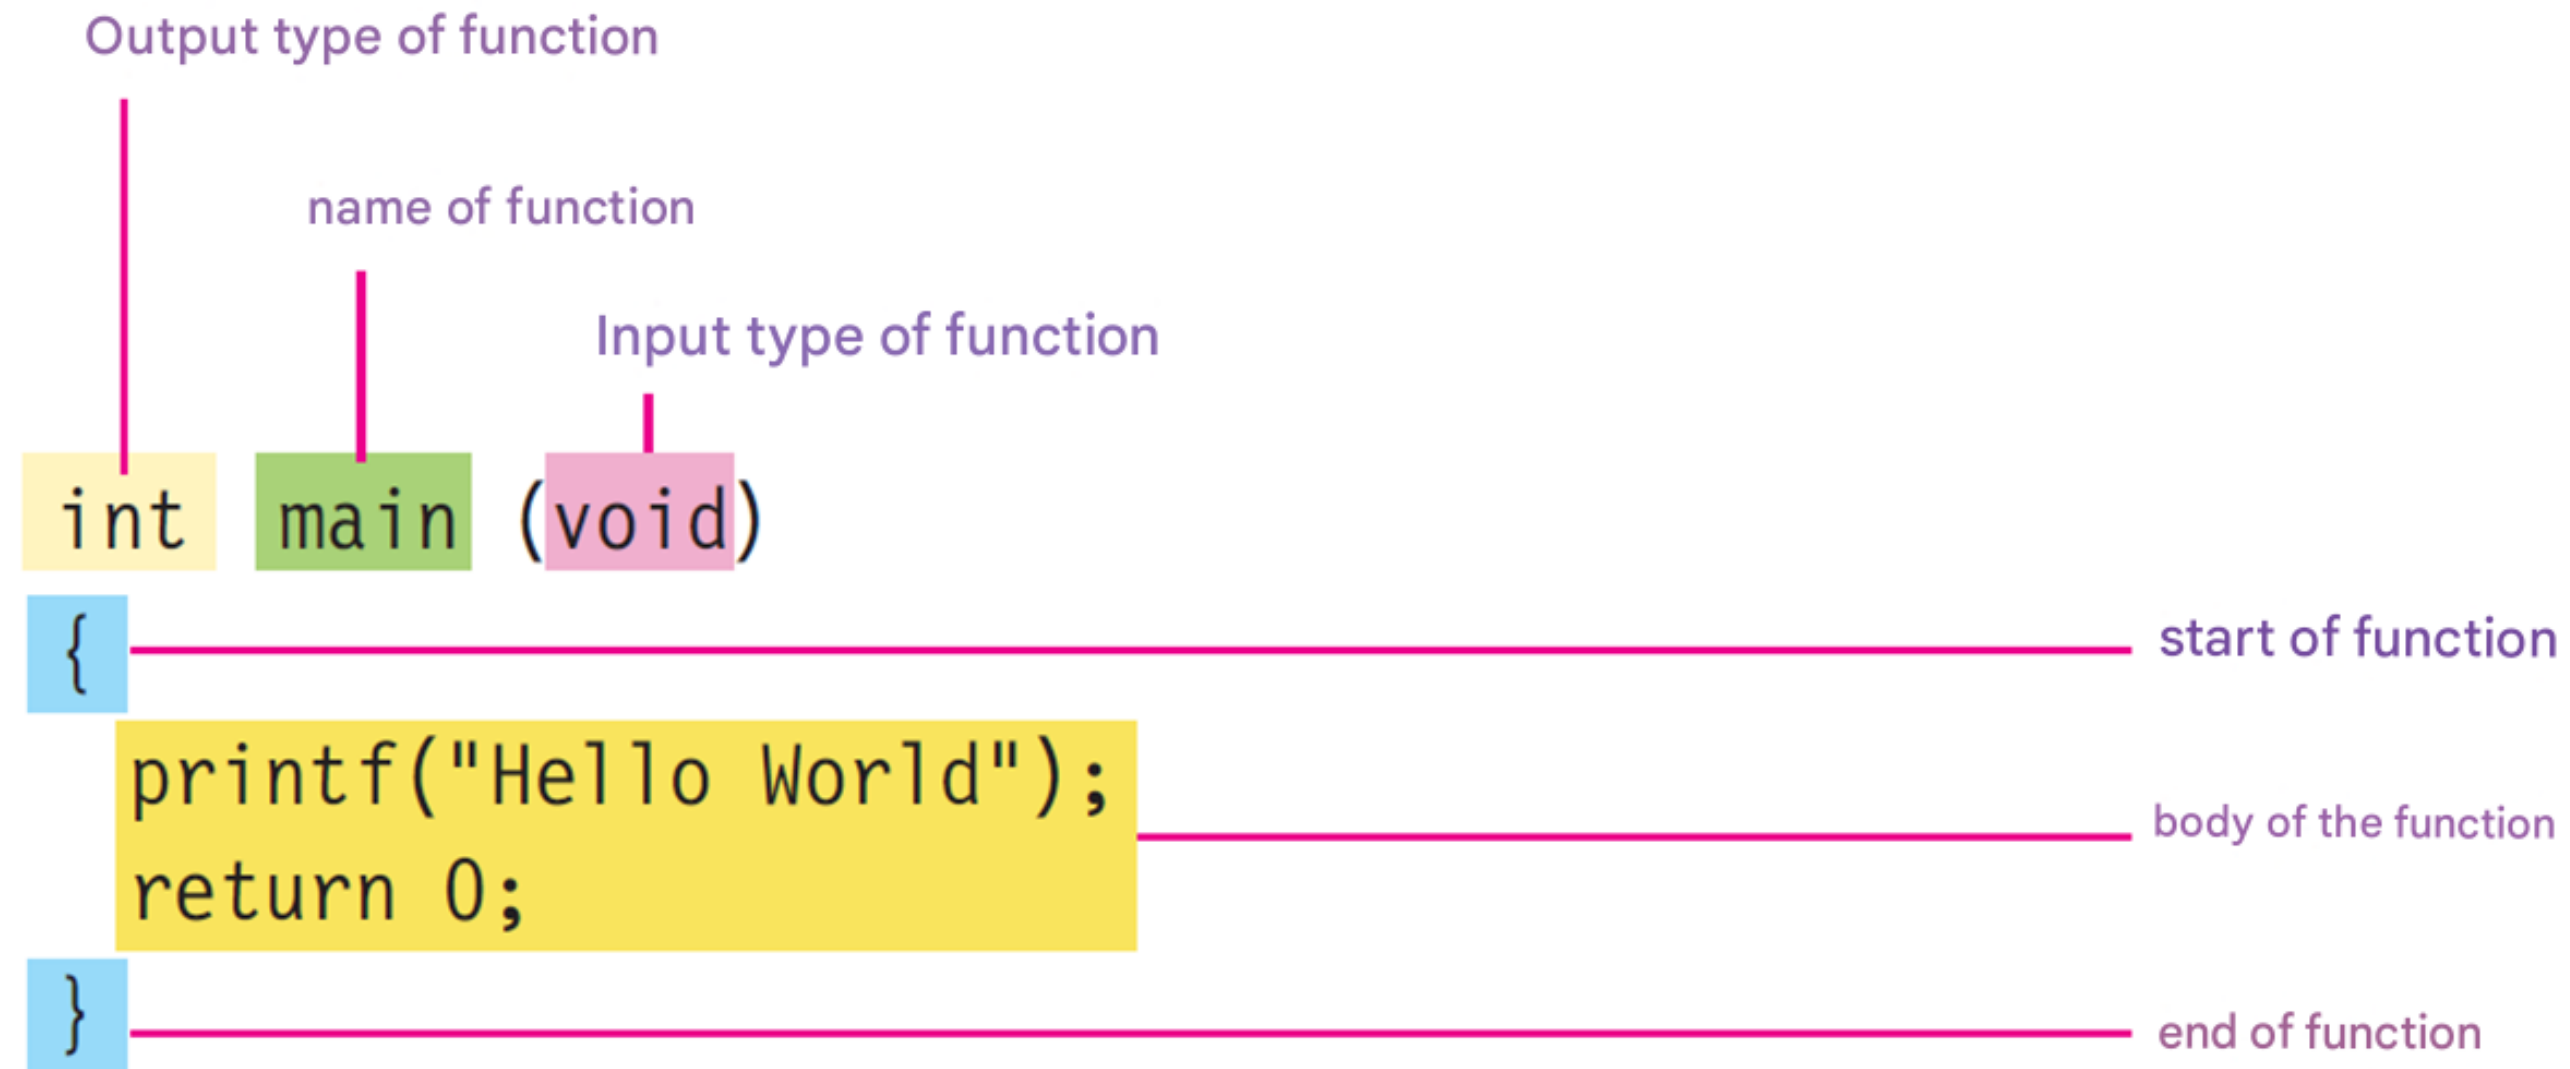 Output type of function
name of function
Input type of function
int main (void)
{
start of function
printf("Hello World");
return 0;
body of the function
}
end of function